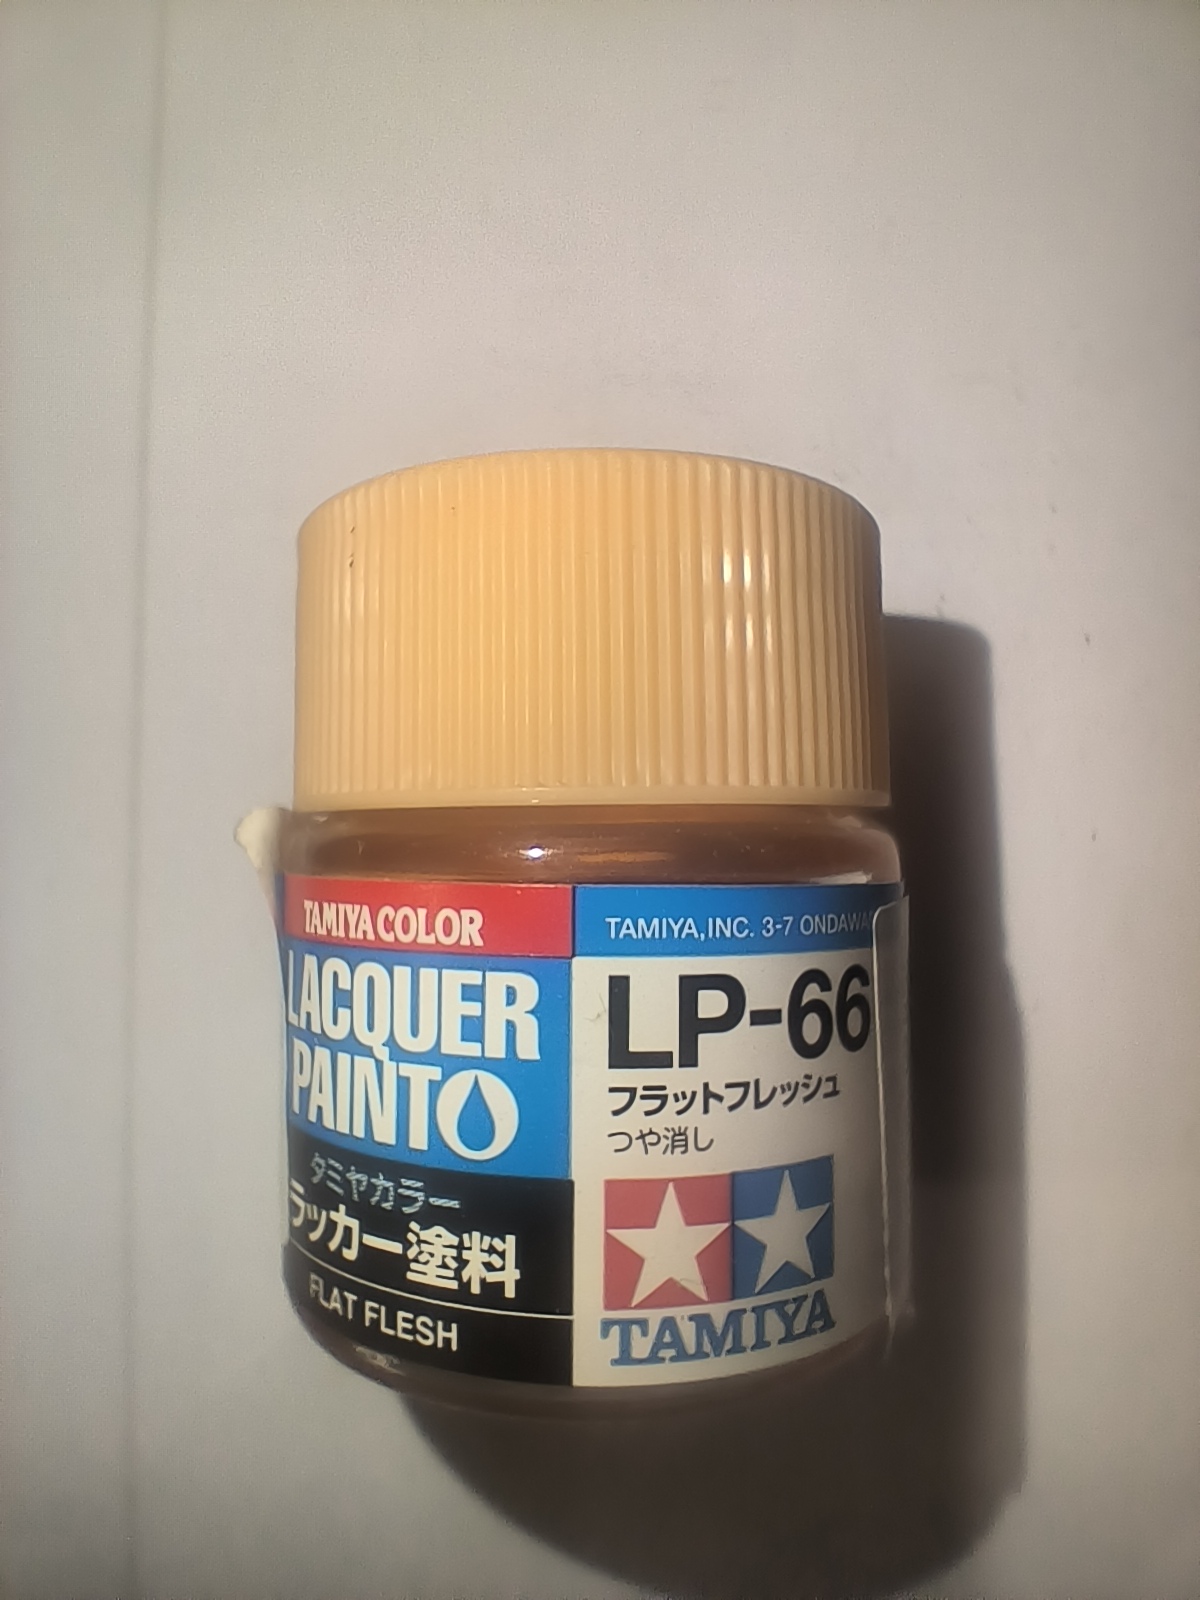 TAMIYA COLOR
LACQUER
PAINT
タミヤカラー
ラッカー塗料
FLAT FLESH
TAMIYA, INC. 3-7
LP-66
フラットフレッシュ
つや消し
TAMIYA